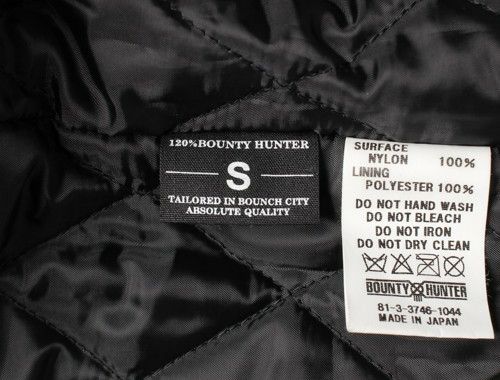 120%BOUNTY HUNTER
S
TAILORED IN BOUNCH CITY
ABSOLUTE QUALITY
SURFACE
NYLON 100%
LINING
POLYESTER 100%
DO NOT HAND WASH
DO NOT BLEACH
DO NOT IRON
DO NOT DRY CLEAN
BOUNTY HUNTER
81-3-3746-1044
MADE IN JAPAN